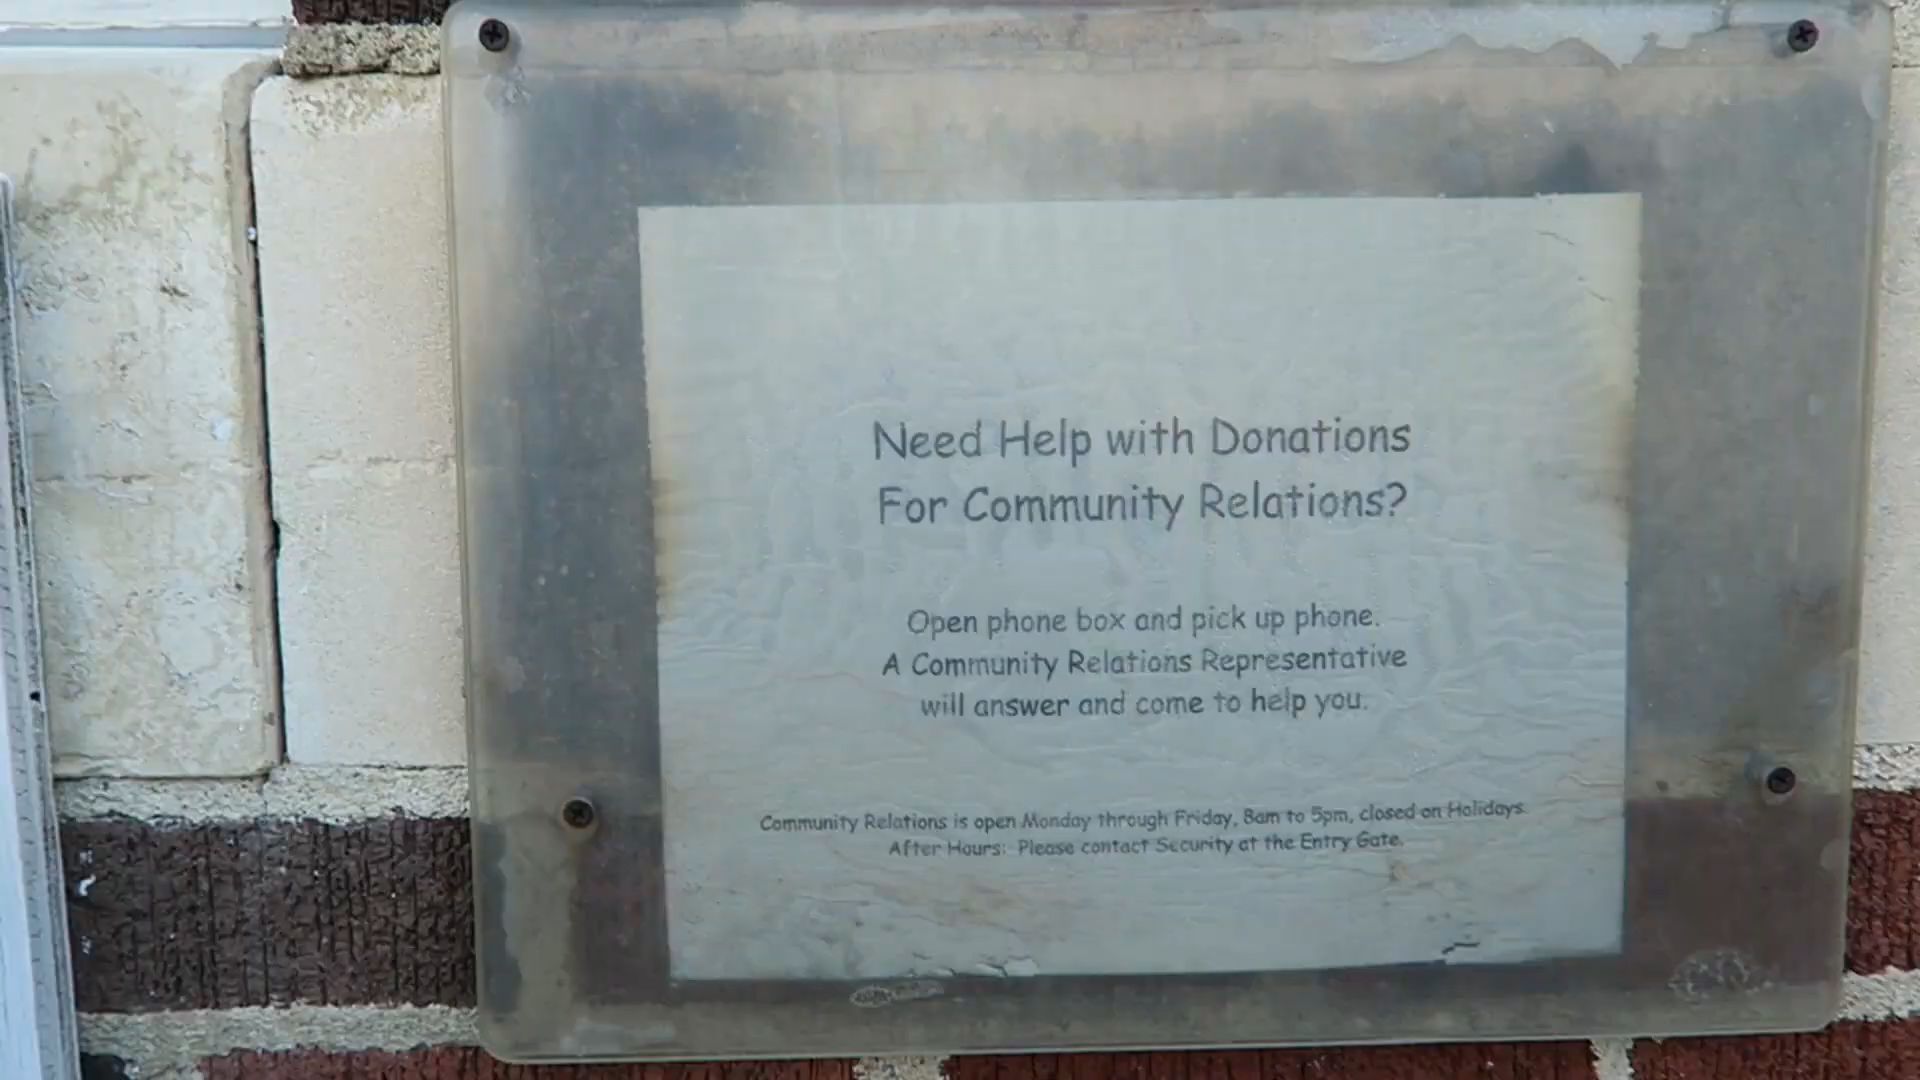 Need Help with Donations
For Community Relations?
Open phone box and pick up phone.
A Community Relations Representative
will answer and come to help you.
Community Relations is open Monday through Friday, 8am to 5pm, closed on Holidays.
After Hours: Please contact Security at the Entry Gate.